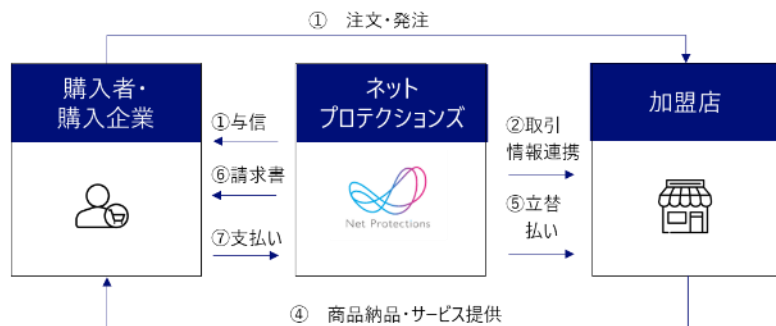 ① 注文・発注
購入者・
購入企業
ネット
プロテクションズ
加盟店
①与信
⑥請求書
⑦支払い
Net Protections
②取引
情報連携
⑤立替
払い
④ 商品納品・サービス提供